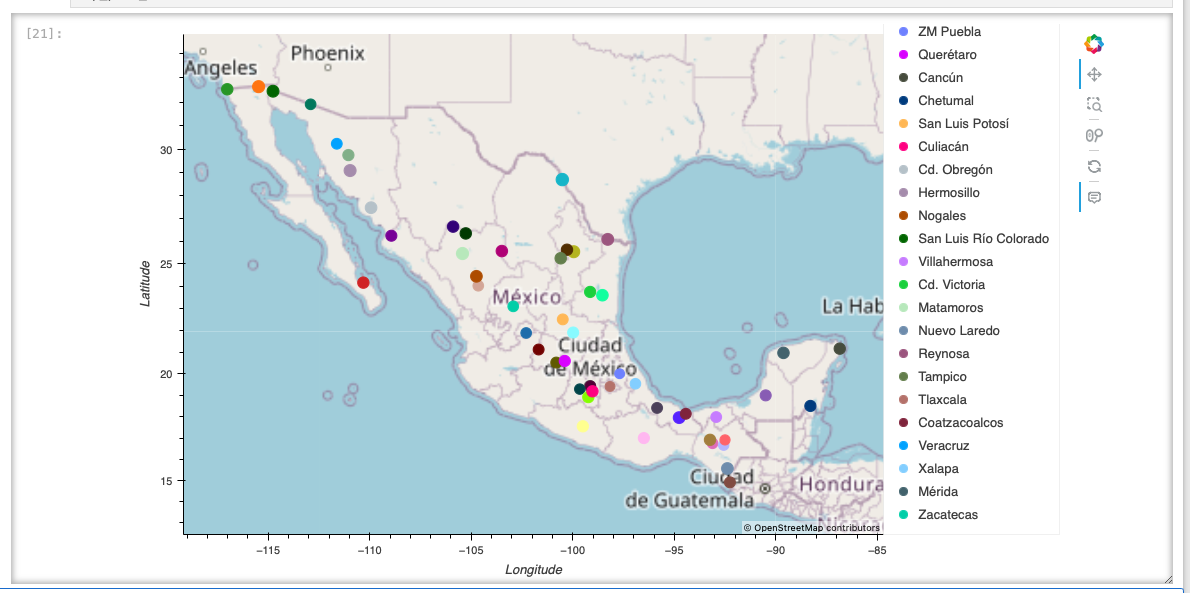 [21]:
Phoenix
Angeles
México
Ciudad
de México
La Hab
Ciudad
de Guatemala
Hondura
Nicara
© OpenStreetMap contributors
30
25
20
15
Latitude
−115
−110
−105
−100
−95
−90
−85
Longitude
ZM Puebla
Querétaro
Cancún
Chetumal
San Luis Potosí
Culiacán
Cd. Obregón
Hermosillo
Nogales
San Luis Río Colorado
Villahermosa
Cd. Victoria
Matamoros
Nuevo Laredo
Reynosa
Tampico
Tlaxcala
Coatzacoalcos
Veracruz
Xalapa
Mérida
Zacatecas